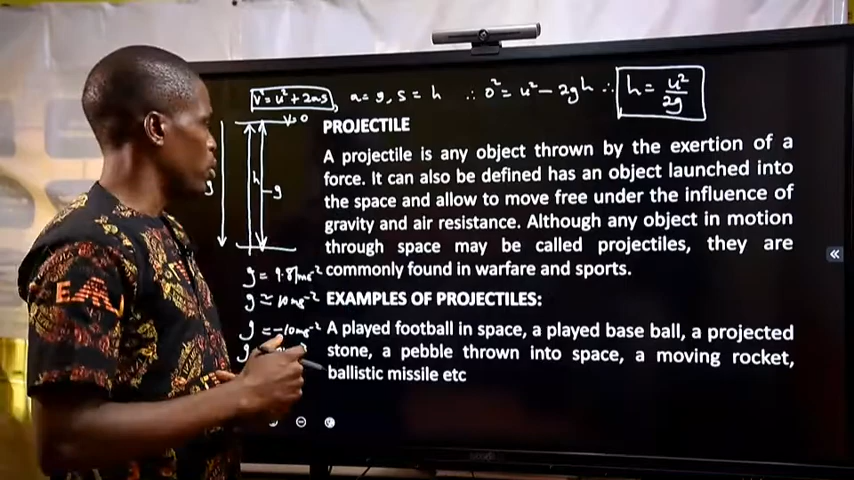 v² = u² + 2as, a = g, s = h ∴ 0² = u² - 2gh ∴ h = u²/2g
v=0
PROJECTILE
A projectile is any object thrown by the exertion of a
force. It can also be defined has an object launched into
the space and allow to move free under the influence of
gravity and air resistance. Although any object in motion
through space may be called projectiles, they are
commonly found in warfare and sports.
h
-g
g
g = 9.81ms⁻²
g ≃ 10ms⁻²
g = -10ms⁻²
EXAMPLES OF PROJECTILES:
A played football in space, a played base ball, a projected
stone, a pebble thrown into space, a moving rocket,
ballistic missile etc